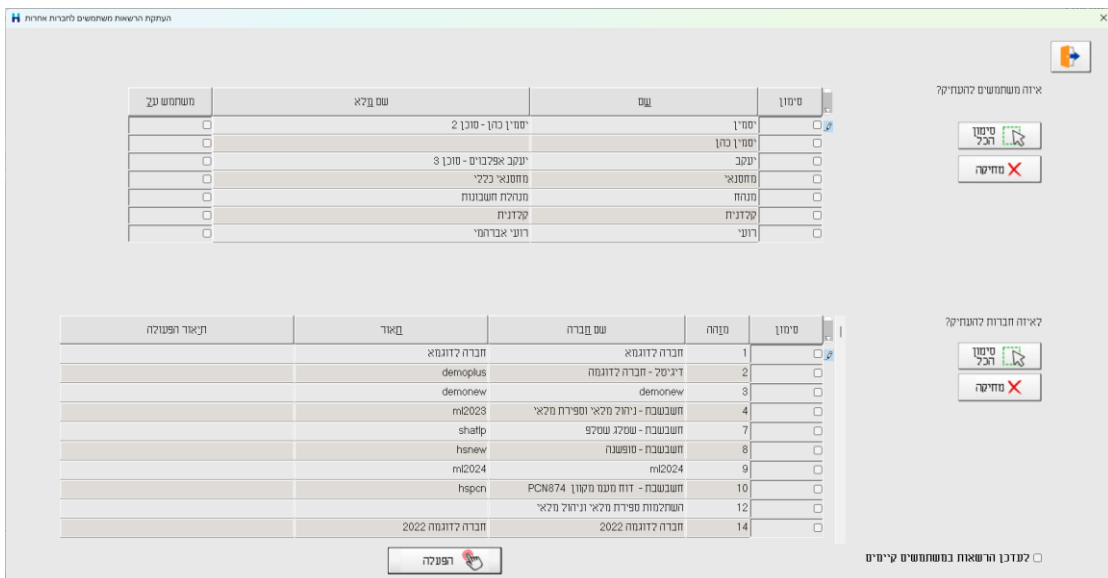 העתקת הרשאות משתמשים לחברות אחרות
איזה משתמשים להעתיק?
סימון הכל
מחיקה
סימון שם שם מלא משתמש על
יסמין יסמין כהן - סוכן 2
יסמין כהן
יעקב יעקב אפלבוים - סוכן 3
מחסנאי מחסנאי כללי
מנהח מנהלת חשבונות
קלדנית קלדנית
רועי רועי אברהמי
לאיזה חברות להעתיק?
סימון הכל
מחיקה
סימון מזהה שם חברה תאור תיאור הפעולה
1 חברה לדוגמא חברה לדוגמא
2 דיגיטל - חברה לדוגמה demoplus
3 demonew demonew
4 חשבשבת - ניהול מלאי וספירת מלאי ml2023
7 חשבשבת - שטלג שטלפ shatlp
8 חשבשבת - סופשנה hsnew
9 ml2024 ml2024
10 חשבשבת - דוח מעמ מקוון PCN874 hspcn
12 השתלמות ספירת מלאי וניהול מלאי
14 חברה לדוגמה 2022 חברה לדוגמה 2022
לעדכן הרשאות במשתמשים קיימים
הפעלה